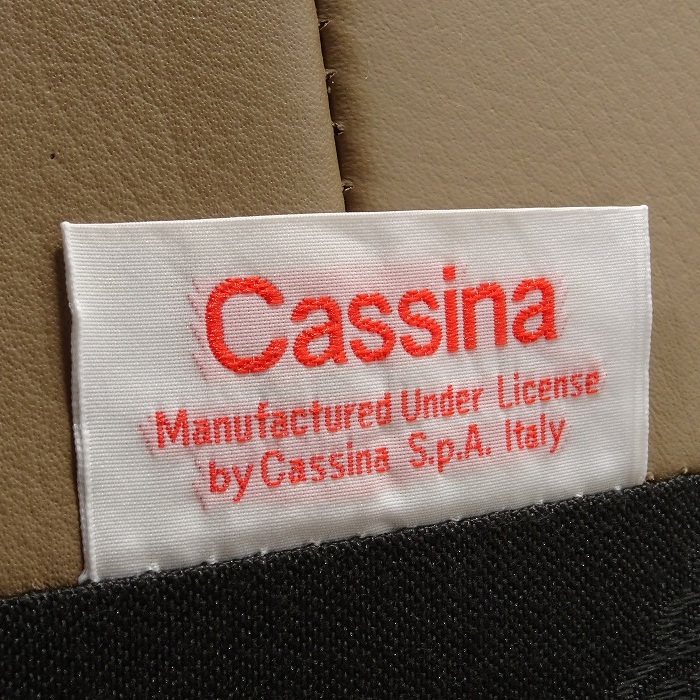 Cassina
Manufactured Under License
by Cassina S.p.A. Italy